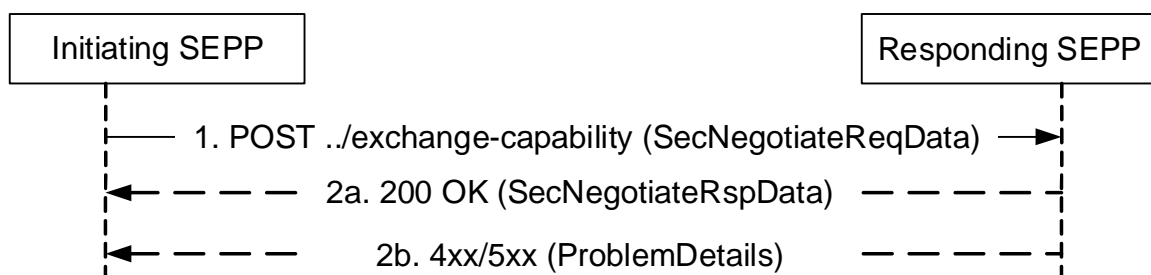 Initiating SEPP
Responding SEPP
1. POST ../exchange-capability (SecNegotiateReqData)
2a. 200 OK (SecNegotiateRspData)
2b. 4xx/5xx (ProblemDetails)